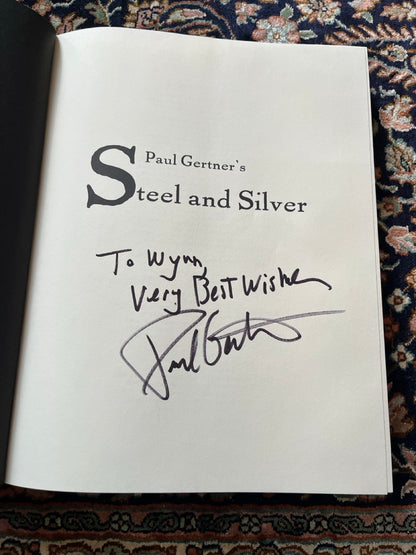 Paul Gertner's
Steel and Silver
To Wynn,
Very Best Wishes
Paul Gertner